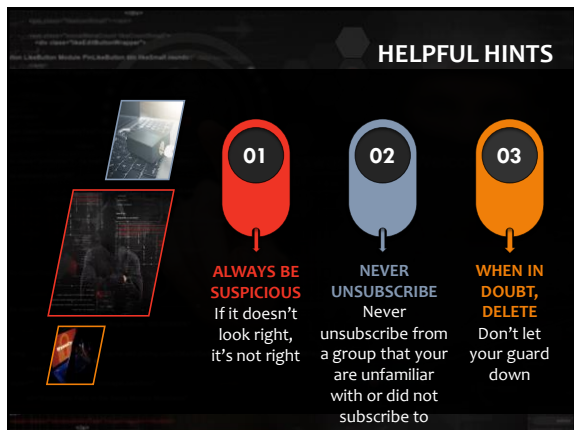 HELPFUL HINTS
01
02
03
ALWAYS BE
SUSPICIOUS
If it doesn't
look right,
it's not right
NEVER
UNSUBSCRIBE
Never
unsubscribe from
a group that your
are unfamiliar
with or did not
subscribe to
WHEN IN
DOUBT,
DELETE
Don't let
your guard
down